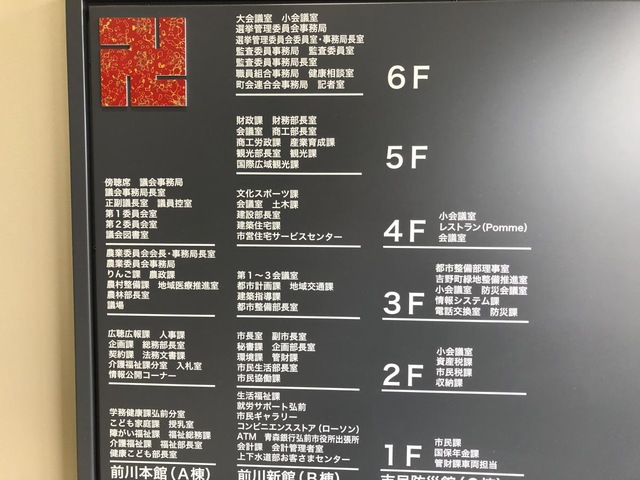 大会議室 小会議室
選挙管理委員会事務局
選挙管理委員会委員室・事務局長室
監査委員事務局 監査委員室
監査委員事務局長室
職員組合事務局 健康相談室
町会連合会事務局 記者室
6F
財政課 財務部長室
会議室 商工部長室
商工労政課 産業育成課
観光部長室 観光課
国際広域観光課
5F
傍聴席 議会事務局
議会事務局長室
正副議長室 議員控室
第1委員会室
第2委員会室
議会図書室
文化スポーツ課
会議室 土木課
建設部長室
建築住宅課
市営住宅サービスセンター
4F
小会議室
レストラン(Pomme)
会議室
農業委員会会長・事務局長室
農業委員会事務局
りんご課 農政課
農村整備課 地域医療推進室
農林部長室
議場
第1~3会議室
都市計画課 地域交通課
建築指導課
都市整備部長室
3F
都市整備部理事室
吉野町緑地整備推進室
小会議室 防災会議室
情報システム課
電話交換室 防災課
広聴広報課 人事課
企画課 総務部長室
契約課 法務文書課
介護福祉課分室 入札室
情報公開コーナー
市長室 副市長室
秘書課 企画部長室
環境課 管財課
市民生活部長室
市民協働課
2F
小会議室
資産税課
市民税課
収納課
学務健康課弘前分室
こども家庭課 授乳室
障がい福祉課 福祉総務課
介護福祉課 福祉部長室
健康こども部長室
生活福祉課
就労サポート弘前
市民ギャラリー
コンビニエンスストア(ローソン)
ATM 青森銀行弘前市役所出張所
会計課 会計管理者室
上下水道部お客さまセンター
1F
市民課
国保年金課
管財課車両担当
前川本館(A棟)
前川新館(B棟)
市民防災館(C棟)